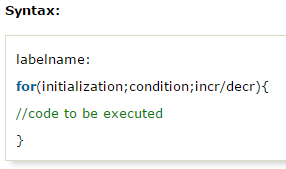 Syntax:
labelname:
for(initialization;condition;incr/decr){
//code to be executed
}